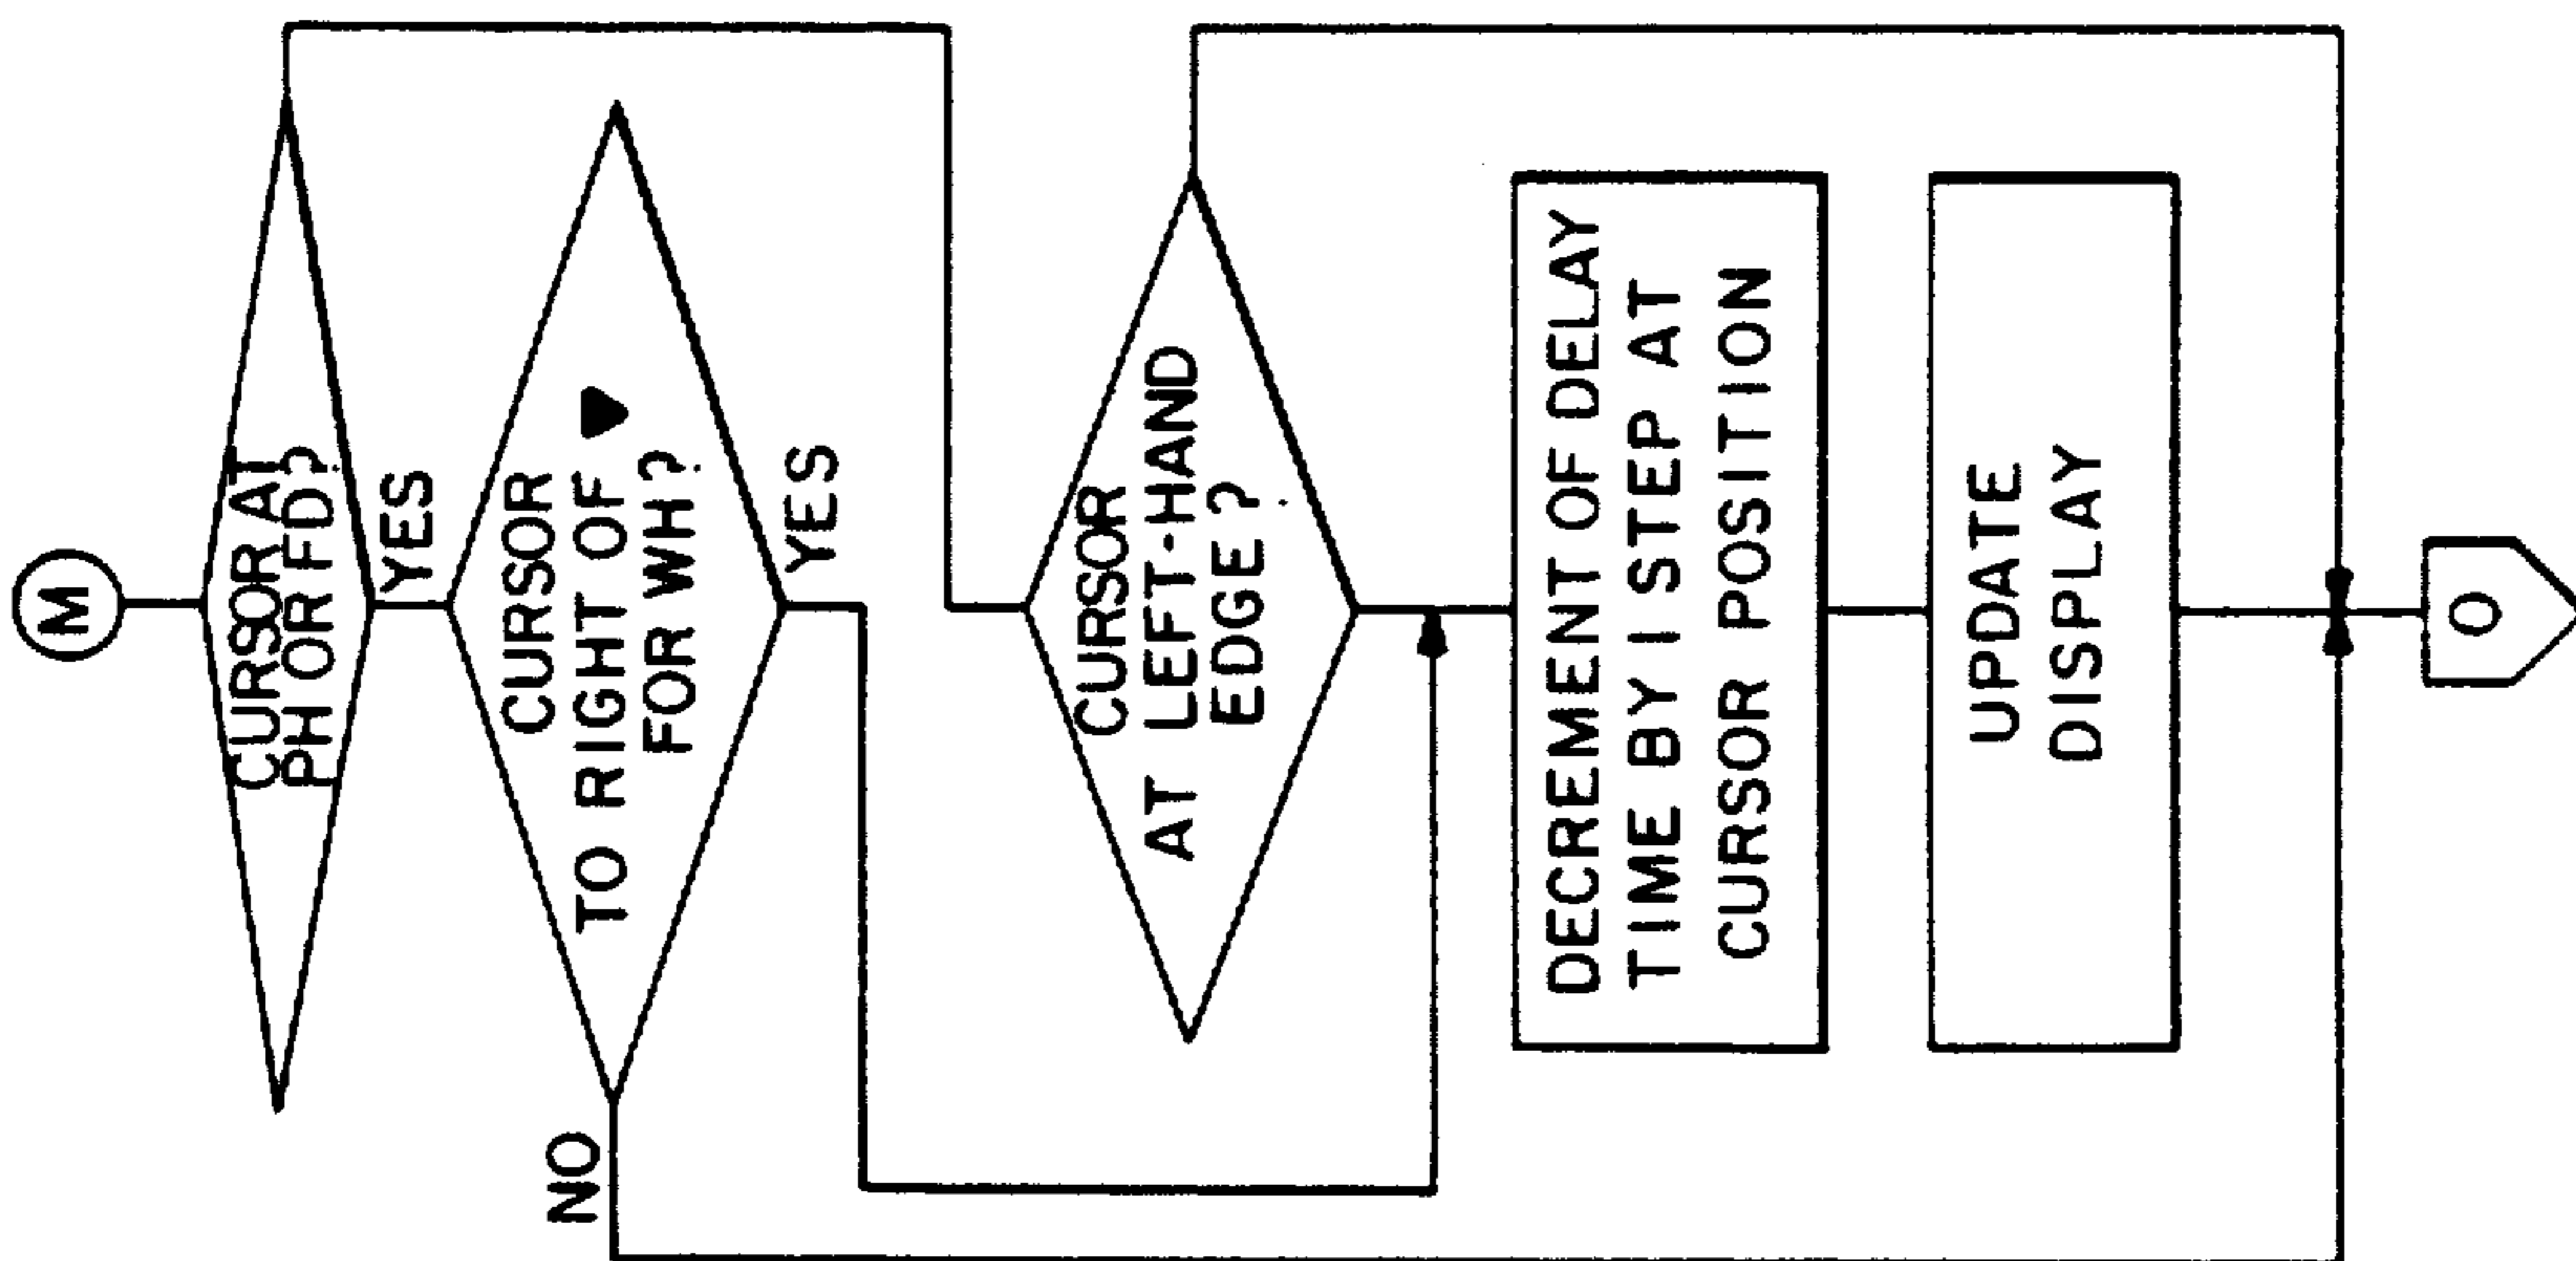 M
CURSOR AT
PH OR FD?
YES
CURSOR
TO RIGHT OF ▼
FOR WH?
YES
NO
CURSOR
AT LEFT-HAND
EDGE?
DECREMENT OF DELAY
TIME BY 1 STEP AT
CURSOR POSITION
UPDATE
DISPLAY
O